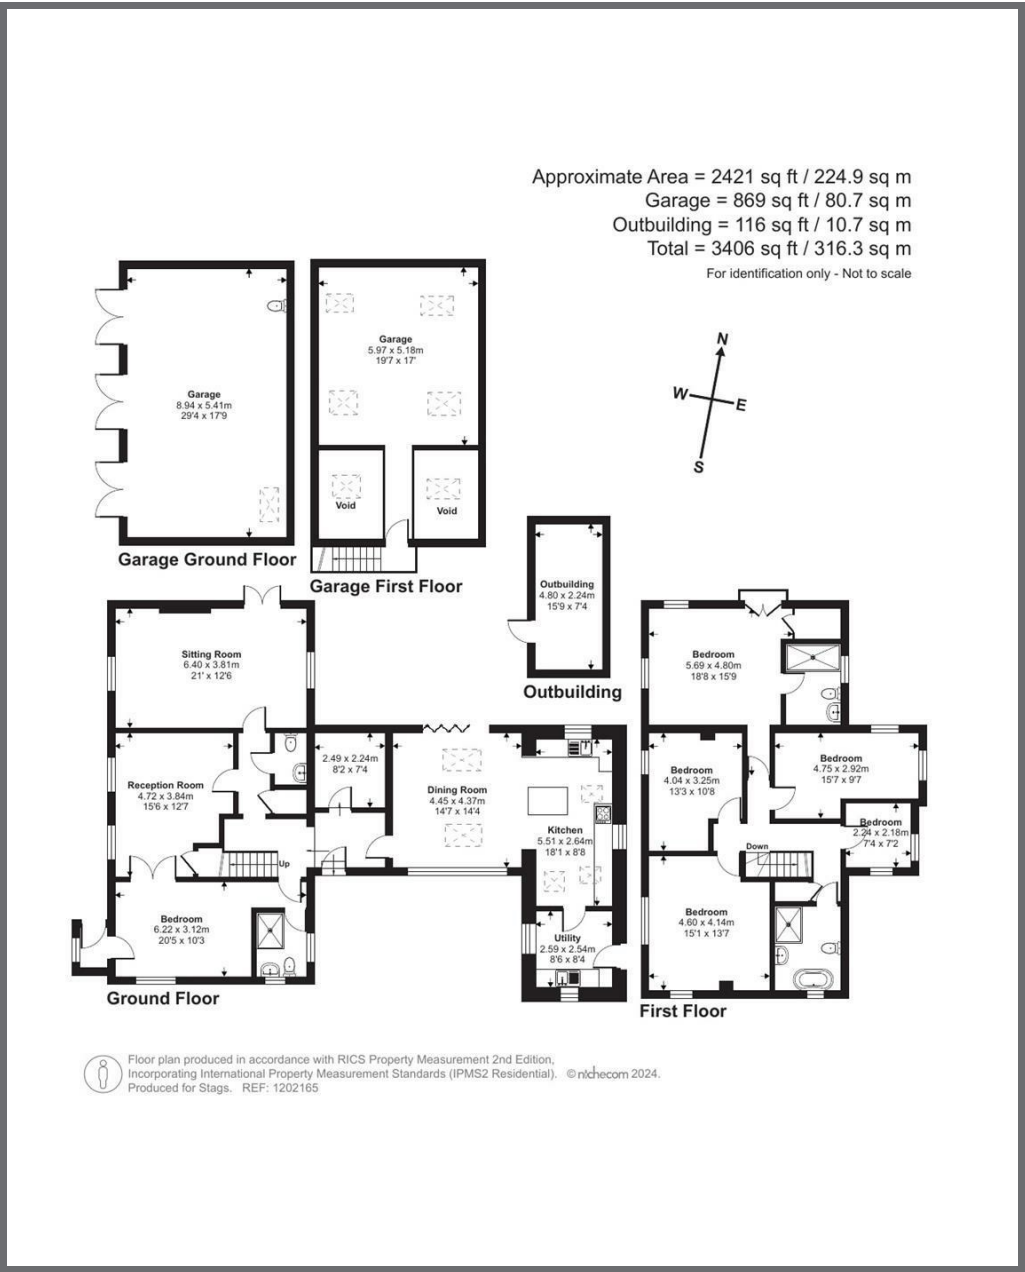 Approximate Area = 2421 sq ft / 224.9 sq m
Garage = 869 sq ft / 80.7 sq m
Outbuilding = 116 sq ft / 10.7 sq m
Total = 3406 sq ft / 316.3 sq m
For identification only - Not to scale
N
W
E
S
Garage
8.94 x 5.41m
29'4 x 17'9
Garage Ground Floor
Garage
5.97 x 5.18m
19'7 x 17'
Void
Void
Garage First Floor
Outbuilding
4.80 x 2.24m
15'9 x 7'4
Outbuilding
Sitting Room
6.40 x 3.81m
21' x 12'6
Reception Room
4.72 x 3.84m
15'6 x 12'7
2.49 x 2.24m
8'2 x 7'4
Dining Room
4.45 x 4.37m
14'7 x 14'4
Kitchen
5.51 x 2.64m
18'1 x 8'8
Up
Bedroom
6.22 x 3.12m
20'5 x 10'3
Utility
2.59 x 2.54m
8'6 x 8'4
Ground Floor
Bedroom
5.69 x 4.80m
18'8 x 15'9
Bedroom
4.04 x 3.25m
13'3 x 10'8
Bedroom
4.75 x 2.92m
15'7 x 9'7
Bedroom
2.24 x 2.18m
7'4 x 7'2
Down
Bedroom
4.60 x 4.14m
15'1 x 13'7
First Floor
Floor plan produced in accordance with RICS Property Measurement 2nd Edition,
Incorporating International Property Measurement Standards (IPMS2 Residential). © nichecom 2024.
Produced for Stags. REF: 1202165